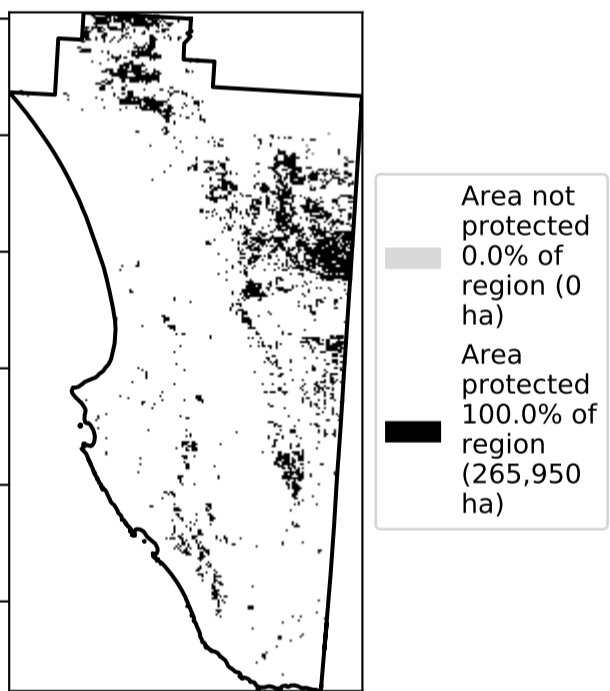 Area not
protected
0.0% of
region (0
ha)
Area
protected
100.0% of
region
(265,950
ha)